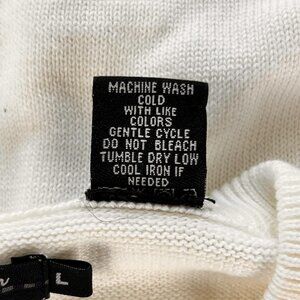 MACHINE WASH
COLD
WITH LIKE
COLORS
GENTLE CYCLE
DO NOT BLEACH
TUMBLE DRY LOW
COOL IRON IF
NEEDED
L